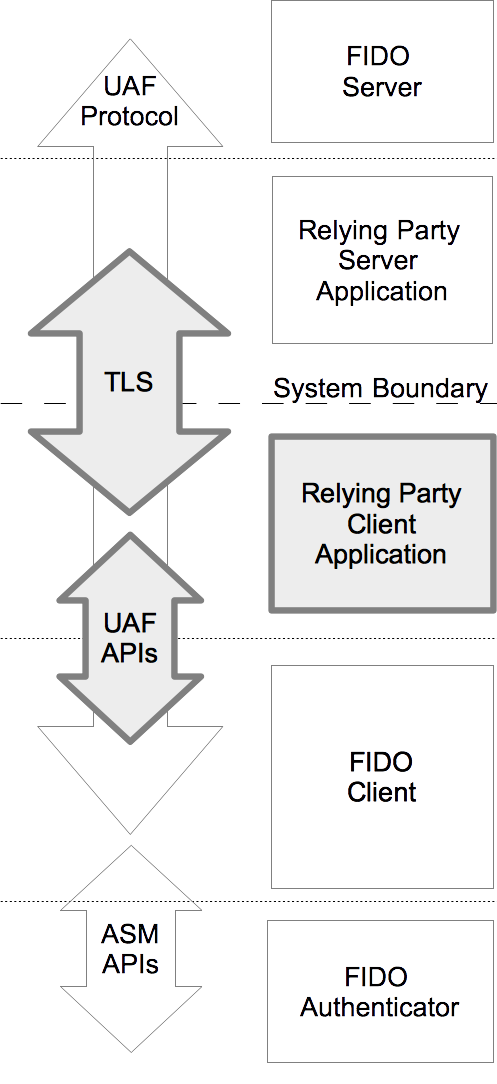 UAF
Protocol
FIDO
Server
Relying Party
Server
Application
TLS
System Boundary
Relying Party
Client
Application
UAF
APIs
FIDO
Client
ASM
APIs
FIDO
Authenticator